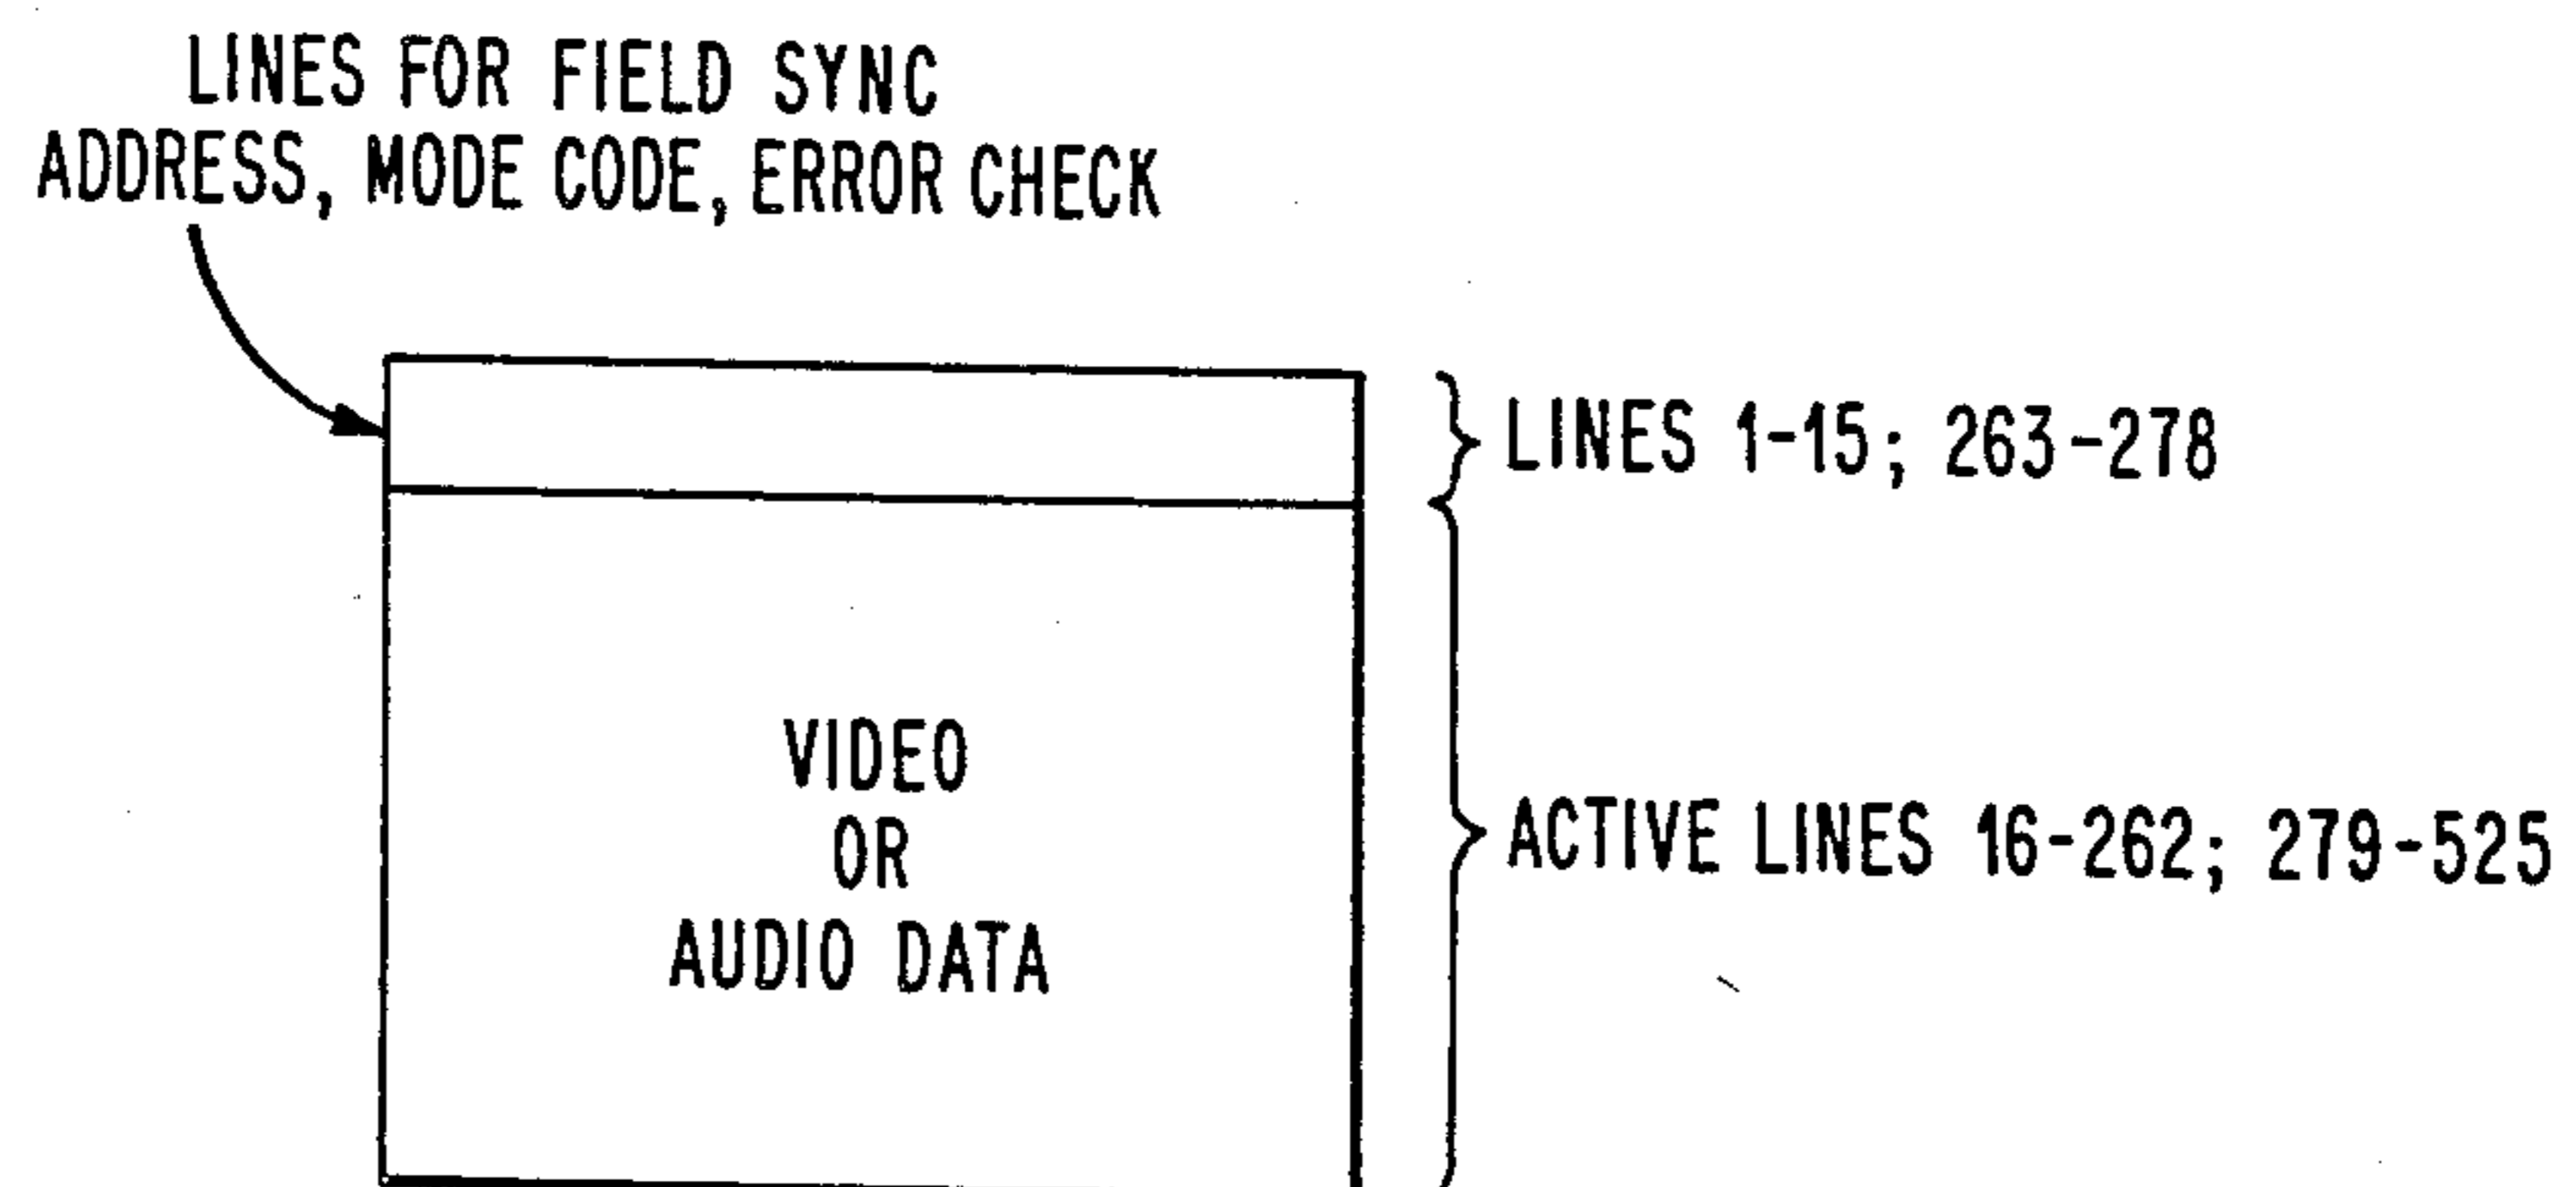 LINES FOR FIELD SYNC
ADDRESS, MODE CODE, ERROR CHECK
LINES 1-15; 263-278
VIDEO
OR
AUDIO DATA
ACTIVE LINES 16-262; 279-525